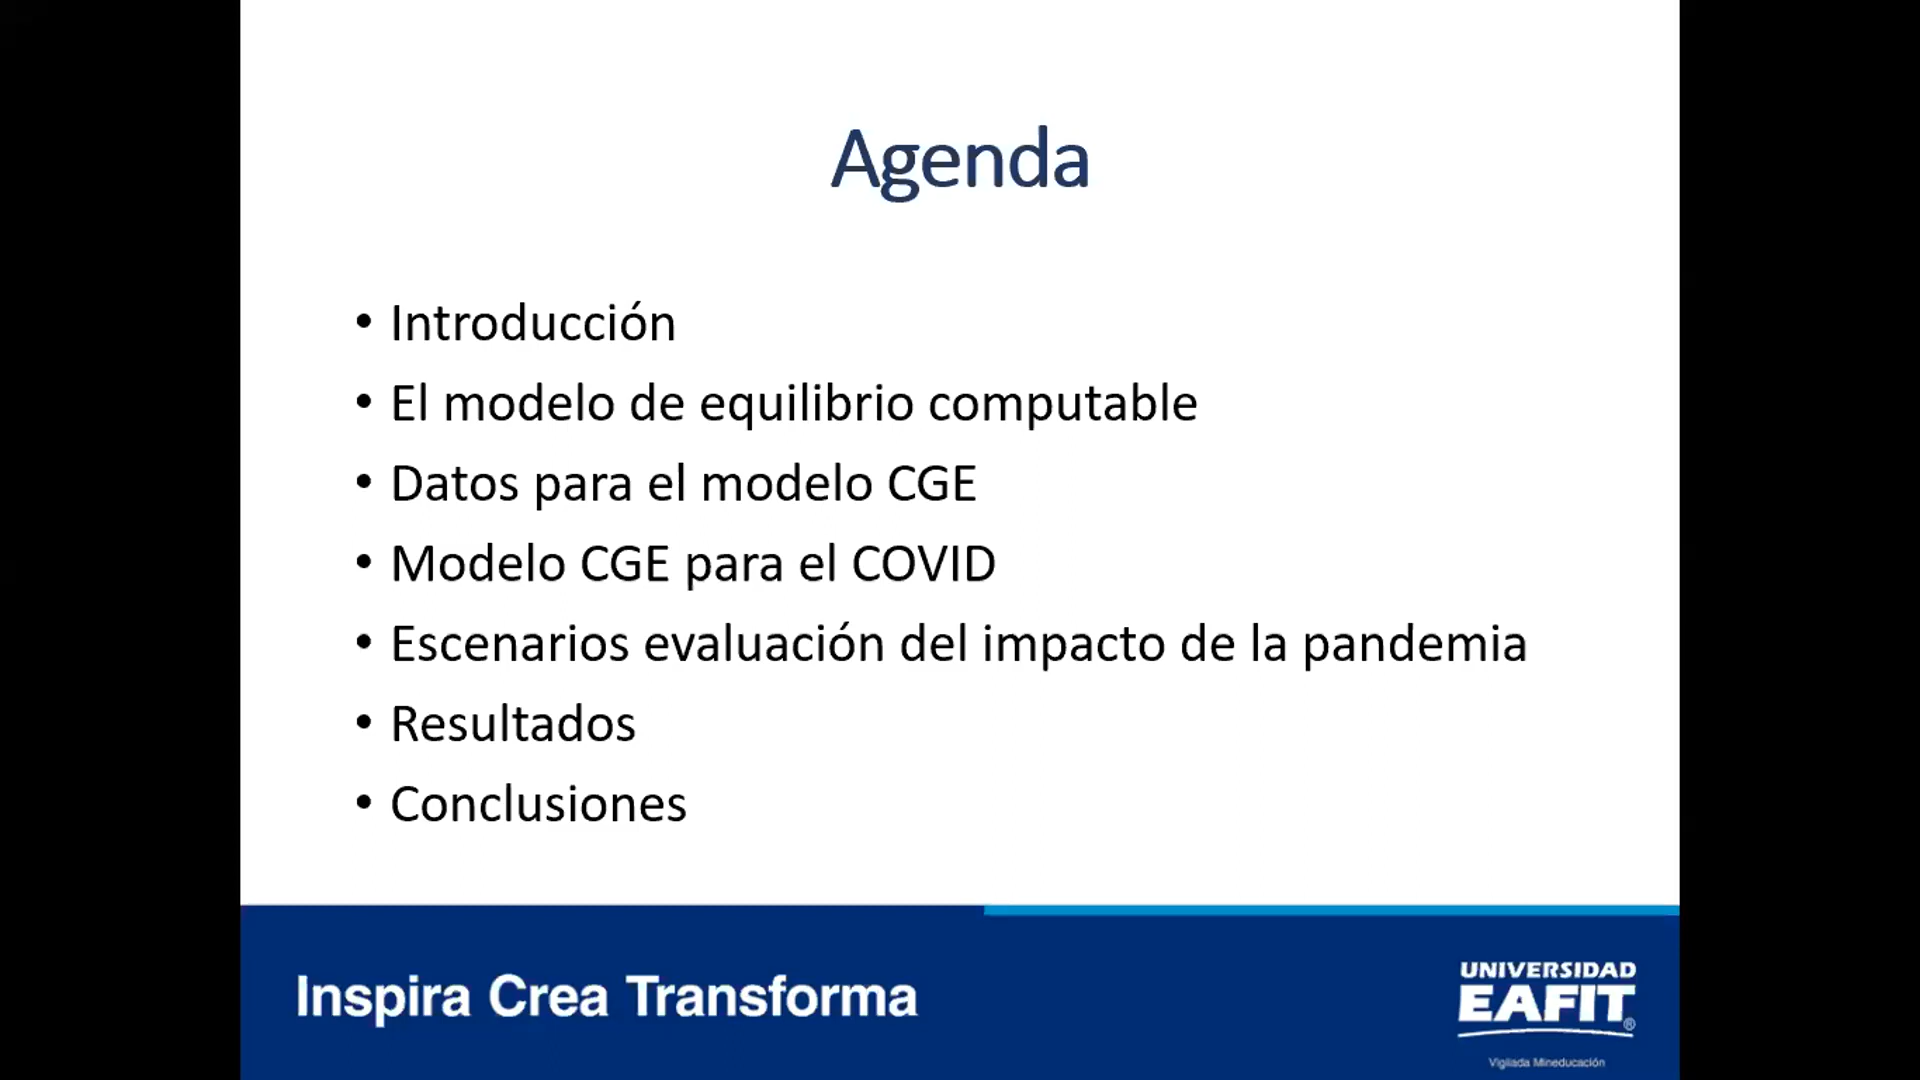 Agenda
• Introducción
• El modelo de equilibrio computable
• Datos para el modelo CGE
• Modelo CGE para el COVID
• Escenarios evaluación del impacto de la pandemia
• Resultados
• Conclusiones
Inspira Crea Transforma
UNIVERSIDAD
EAFIT®
Vigilada Mineducación